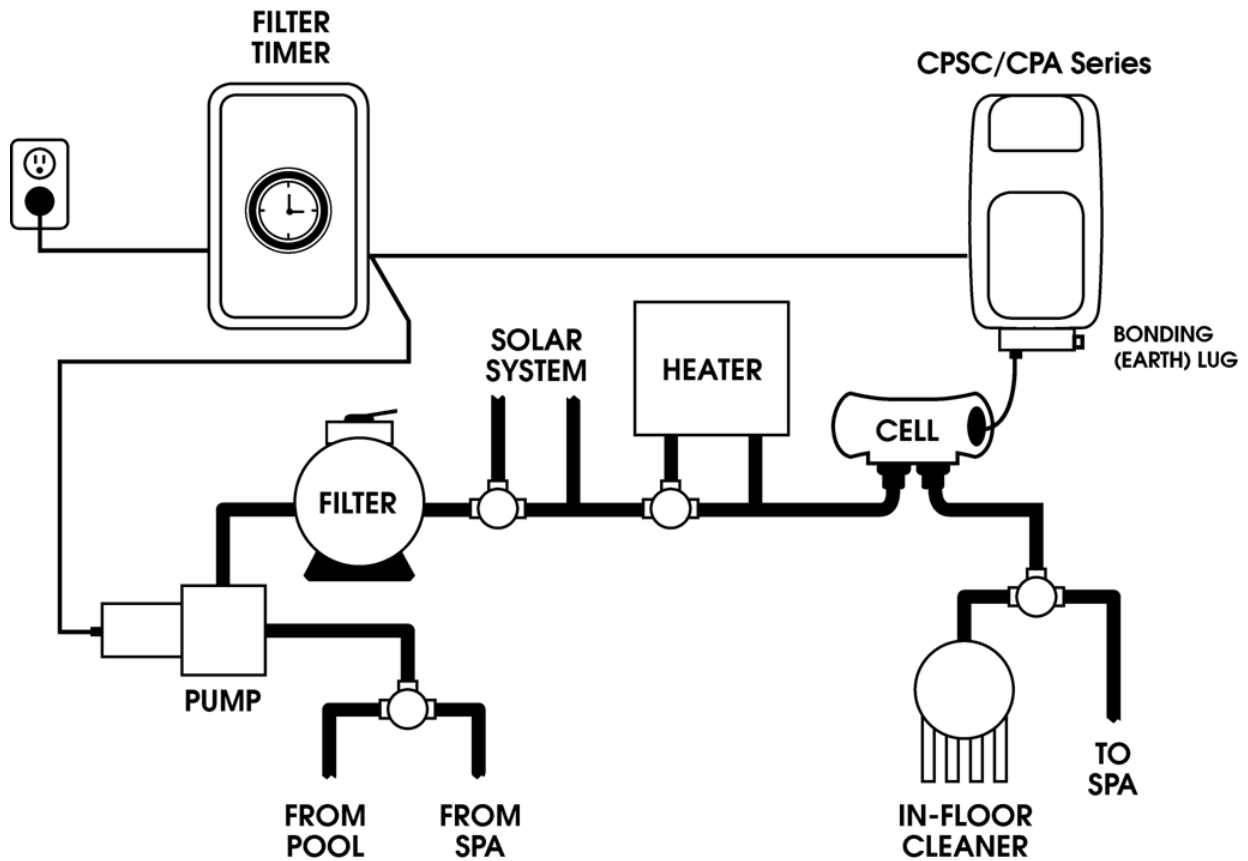 FILTER
TIMER
CPSC/CPA Series
BONDING
(EARTH) LUG
SOLAR
SYSTEM
HEATER
CELL
FILTER
PUMP
FROM
POOL
FROM
SPA
IN-FLOOR
CLEANER
TO
SPA